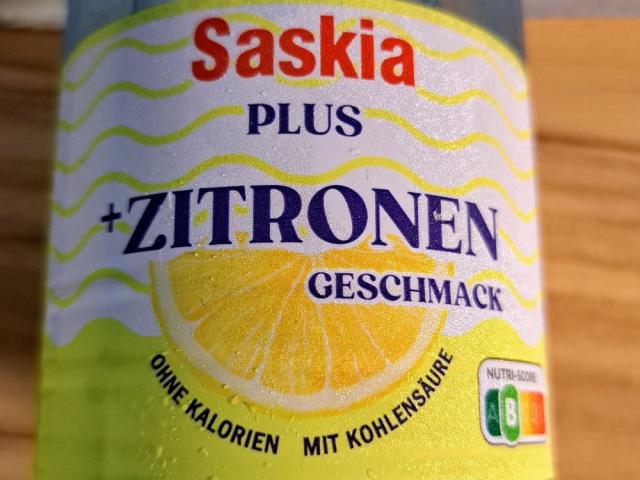 Saskia
PLUS
+ZITRONEN
GESCHMACK
OHNE KALORIEN MIT KOHLENSÄURE
NUTRI-SCORE
A B